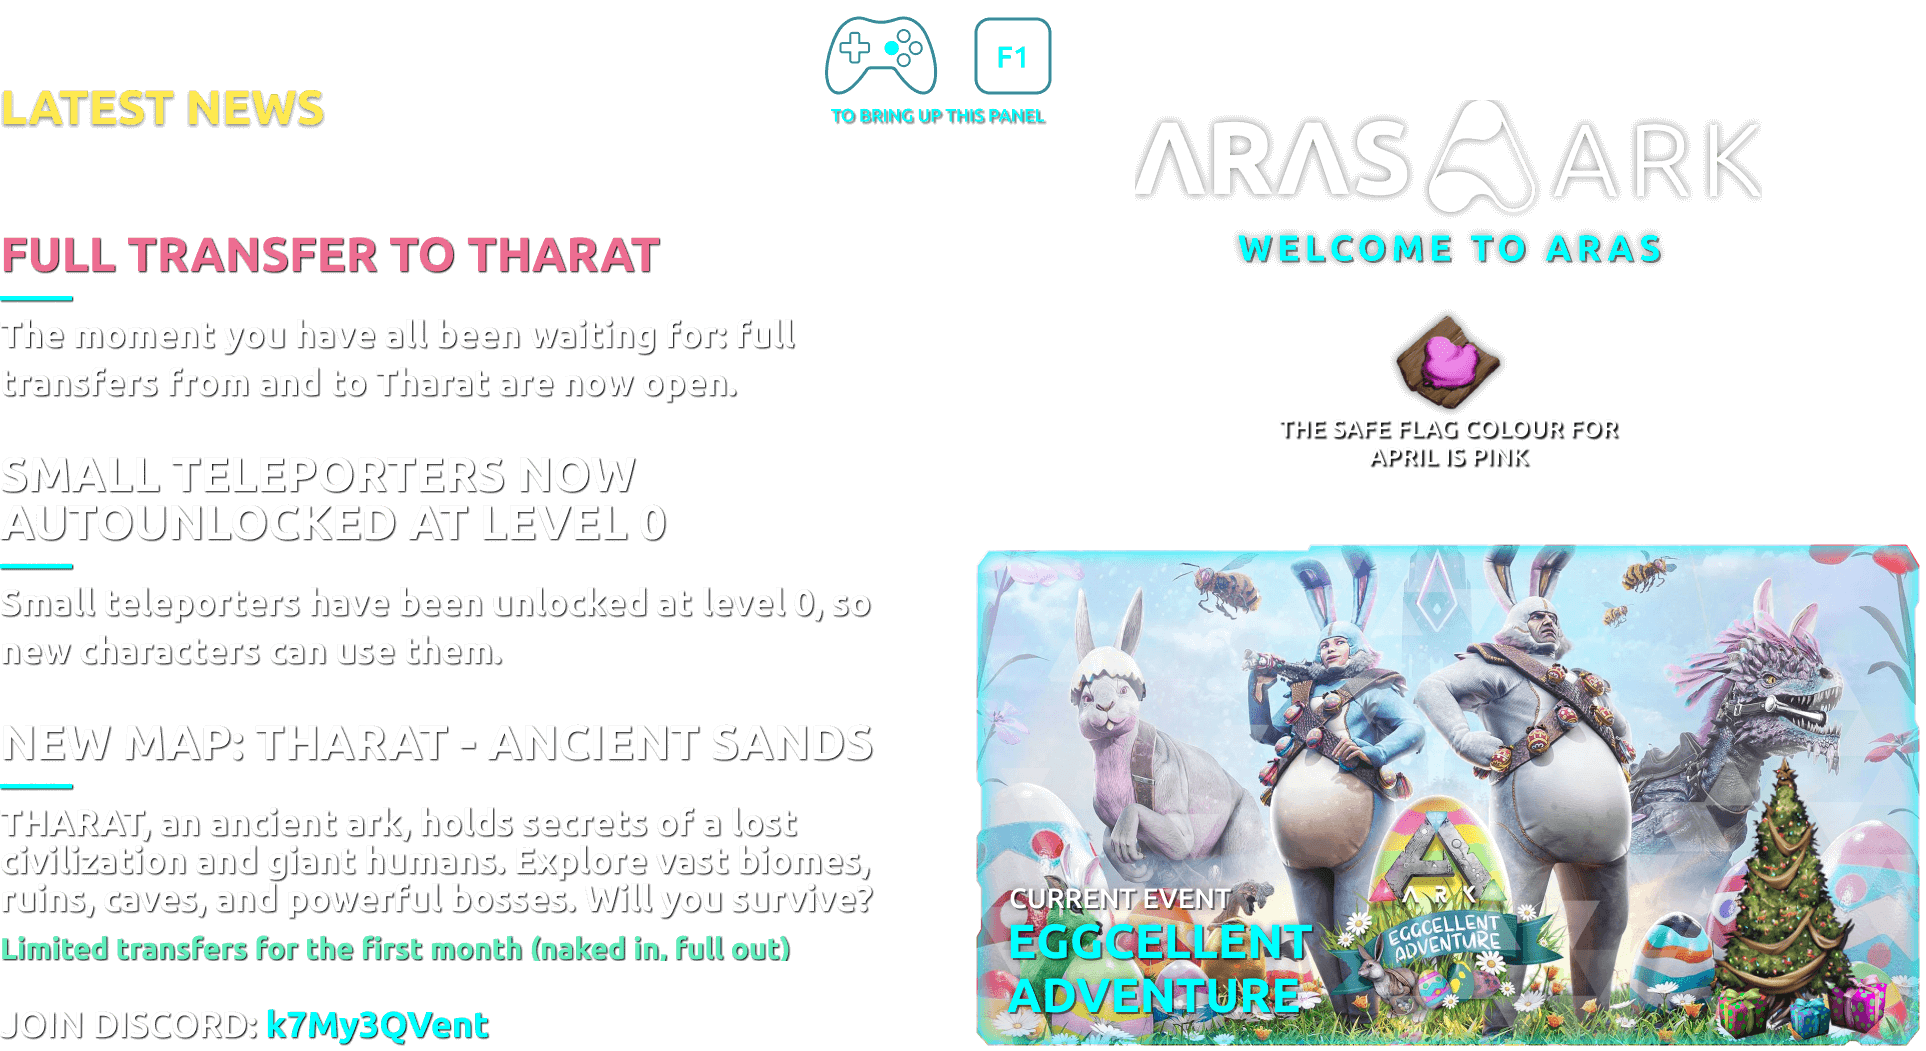 F1
TO BRING UP THIS PANEL
LATEST NEWS
FULL TRANSFER TO THARAT
The moment you have all been waiting for: full
transfers from and to Tharat are now open.
SMALL TELEPORTERS NOW
AUTOUNLOCKED AT LEVEL 0
Small teleporters have been unlocked at level 0, so
new characters can use them.
NEW MAP: THARAT - ANCIENT SANDS
THARAT, an ancient ark, holds secrets of a lost
civilization and giant humans. Explore vast biomes,
ruins, caves, and powerful bosses. Will you survive?
Limited transfers for the first month (naked in, full out)
JOIN DISCORD: k7My3QVent
ARAS ARK
WELCOME TO ARAS
THE SAFE FLAG COLOUR FOR
APRIL IS PINK
CURRENT EVENT
EGGCELLENT
ADVENTURE
ARK
EGGCELLENT
ADVENTURE